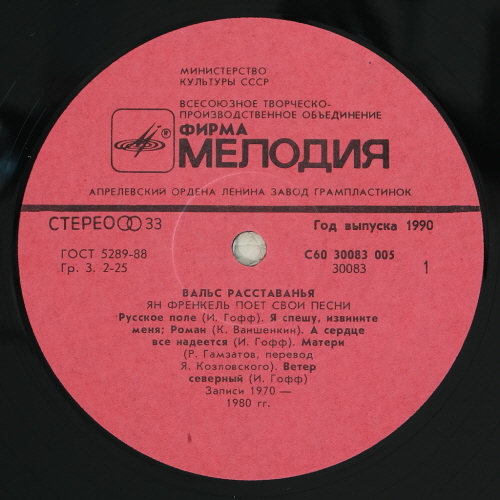 МИНИСТЕРСТВО
КУЛЬТУРЫ СССР
ВСЕСОЮЗНОЕ ТВОРЧЕСКО-
ПРОИЗВОДСТВЕННОЕ ОБЪЕДИНЕНИЕ
ФИРМА
®
МЕЛОДИЯ
АПРЕЛЕВСКИЙ ОРДЕНА ЛЕНИНА ЗАВОД ГРАМПЛАСТИНОК
СТЕРЕО 33
Год выпуска 1990
ГОСТ 5289-88
С60 30083 005
Гр. 3. 2-25
30083
1
ВАЛЬС РАССТАВАНЬЯ
ЯН ФРЕНКЕЛЬ ПОЕТ СВОИ ПЕСНИ
Русское поле (И. Гофф). Я спешу, извините
меня; Роман (К. Ваншенкин). А сердце
все надеется (И. Гофф). Матери
(Р. Гамзатов, перевод
Я. Козловского). Ветер
северный (И. Гофф)
Записи 1970 —
1980 гг.